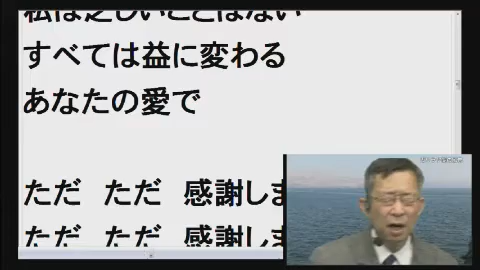 私は乏しいことはない
すべては益に変わる
あなたの愛で
ただ ただ 感謝しま
ただ ただ 感謝しま